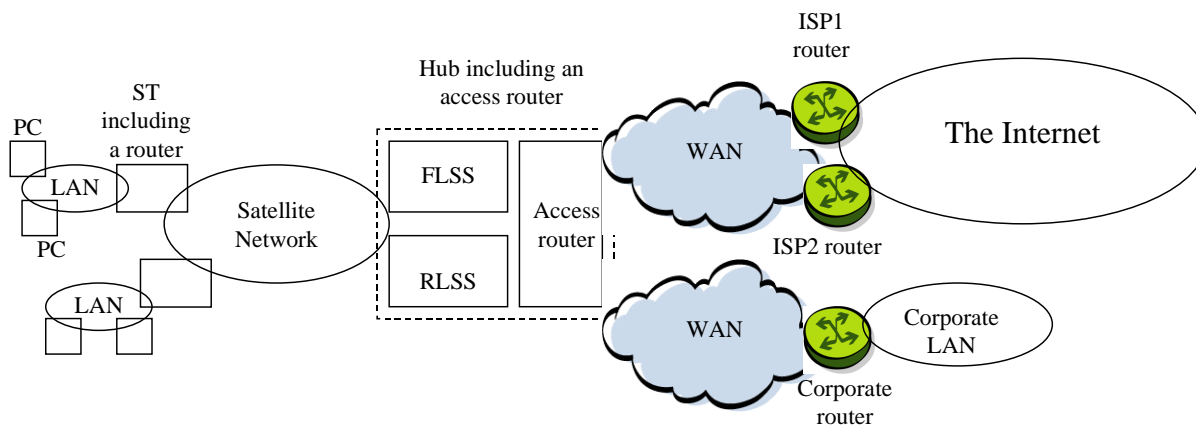 ISP1
router
Hub including an
access router
ST
including
a router
PC
LAN
PC
Satellite
Network
FLSS
RLSS
Access
router
WAN
The Internet
ISP2 router
LAN
WAN
Corporate
LAN
Corporate
router